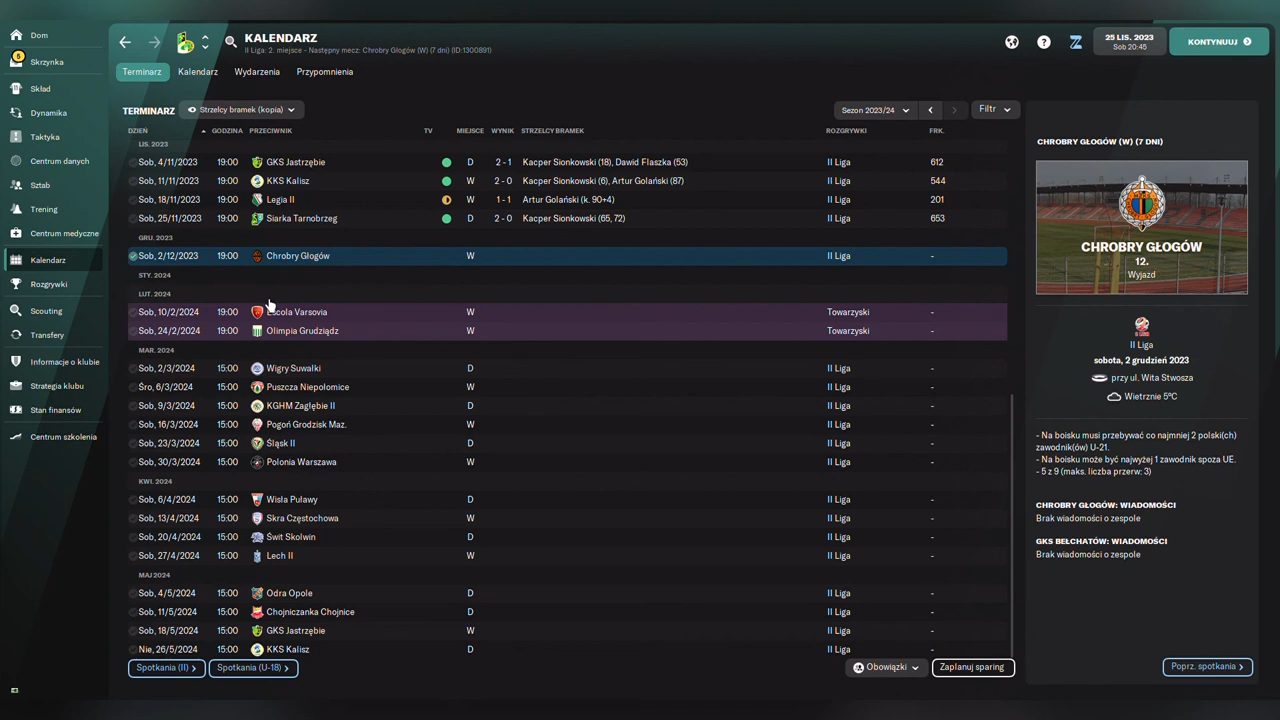 Dom
5
Skrzynka
Skład
Dynamika
Taktyka
Centrum danych
Sztab
Trening
Centrum medyczne
Kalendarz
Rozgrywki
Scouting
Transfery
Informacje o klubie
Strategia klubu
Stan finansów
Centrum szkolenia
KALENDARZ
II Liga: 2. miejsce - Następny mecz: Chrobry Głogów (W) (7 dni) (ID:1300891)
25 LIS. 2023
Sob 20:45
KONTYNUUJ
Terminarz Kalendarz Wydarzenia Przypomnienia
TERMINARZ Strzelcy bramek (kopia) Sezon 2023/24 Filtr
DZIEŃ GODZINA PRZECIWNIK TV MIEJSCE WYNIK STRZELCY BRAMEK ROZGRYWKI FRK.
LIS. 2023
Sob, 4/11/2023 19:00 GKS Jastrzębie D 2 - 1 Kacper Sionkowski (18), Dawid Flaszka (53) II Liga 612
Sob, 11/11/2023 19:00 KKS Kalisz W 2 - 0 Kacper Sionkowski (6), Artur Golański (87) II Liga 544
Sob, 18/11/2023 19:00 Legia II W 1 - 1 Artur Golański (k. 90+4) II Liga 201
Sob, 25/11/2023 19:00 Siarka Tarnobrzeg D 2 - 0 Kacper Sionkowski (65, 72) II Liga 653
GRU. 2023
Sob, 2/12/2023 19:00 Chrobry Głogów W II Liga -
STY. 2024
LUT. 2024
Sob, 10/2/2024 19:00 Escola Varsovia W Towarzyski -
Sob, 24/2/2024 19:00 Olimpia Grudziądz W Towarzyski -
MAR. 2024
Sob, 2/3/2024 15:00 Wigry Suwałki D II Liga -
Śro, 6/3/2024 15:00 Puszcza Niepołomice W II Liga -
Sob, 9/3/2024 15:00 KGHM Zagłębie II D II Liga -
Sob, 16/3/2024 15:00 Pogoń Grodzisk Maz. W II Liga -
Sob, 23/3/2024 15:00 Śląsk II D II Liga -
Sob, 30/3/2024 15:00 Polonia Warszawa W II Liga -
KWI. 2024
Sob, 6/4/2024 15:00 Wisła Puławy D II Liga -
Sob, 13/4/2024 15:00 Skra Częstochowa W II Liga -
Sob, 20/4/2024 15:00 Świt Skolwin D II Liga -
Sob, 27/4/2024 15:00 Lech II W II Liga -
MAJ 2024
Sob, 4/5/2024 15:00 Odra Opole D II Liga -
Sob, 11/5/2024 15:00 Chojniczanka Chojnice D II Liga -
Sob, 18/5/2024 15:00 GKS Jastrzębie W II Liga -
Nie, 26/5/2024 15:00 KKS Kalisz D II Liga -
Spotkania (II) Spotkania (U-18) Obowiązki Zaplanuj sparing
CHROBRY GŁOGÓW (W) (7 DNI)
CHROBRY GŁOGÓW
12.
Wyjazd
II Liga
sobota, 2 grudzień 2023
przy ul. Wita Stwosza
Wietrznie 5ºC
- Na boisku musi przebywać co najmniej 2 polski(ch)
zawodnik(ów) U-21.
- Na boisku może być najwyżej 1 zawodnik spoza UE.
- 5 z 9 (maks. liczba przerw: 3)
CHROBRY GŁOGÓW: WIADOMOŚCI
Brak wiadomości o zespole
GKS BEŁCHATÓW: WIADOMOŚCI
Brak wiadomości o zespole
Poprz. spotkania